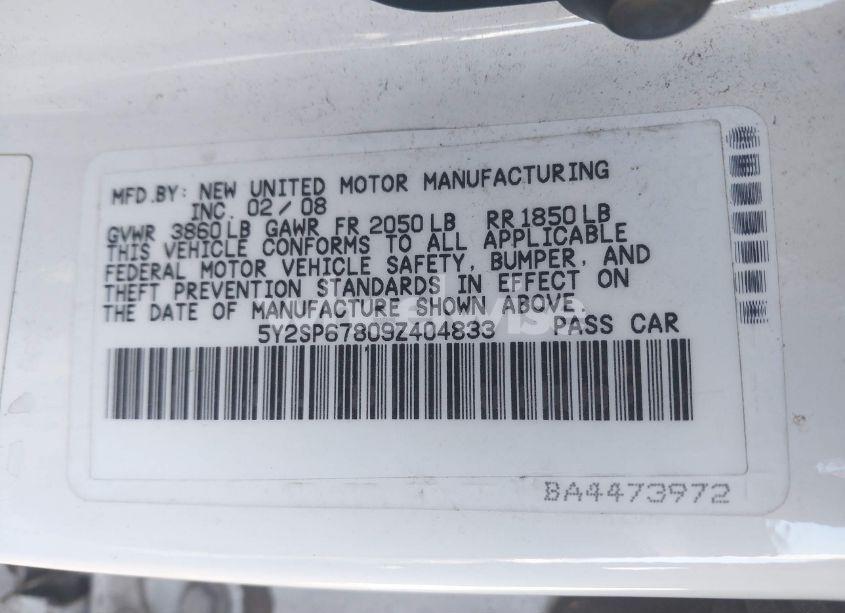 MFD.BY: NEW UNITED MOTOR MANUFACTURING
INC. 02/08
GVWR 3860LB GAWR FR 2050LB RR1850LB
THIS VEHICLE CONFORMS TO ALL APPLICABLE
FEDERAL MOTOR VEHICLE SAFETY, BUMPER, AND
THEFT PREVENTION STANDARDS IN EFFECT ON
THE DATE OF MANUFACTURE SHOWN ABOVE.
5Y2SP67809Z404833 PASS CAR
BA4473972